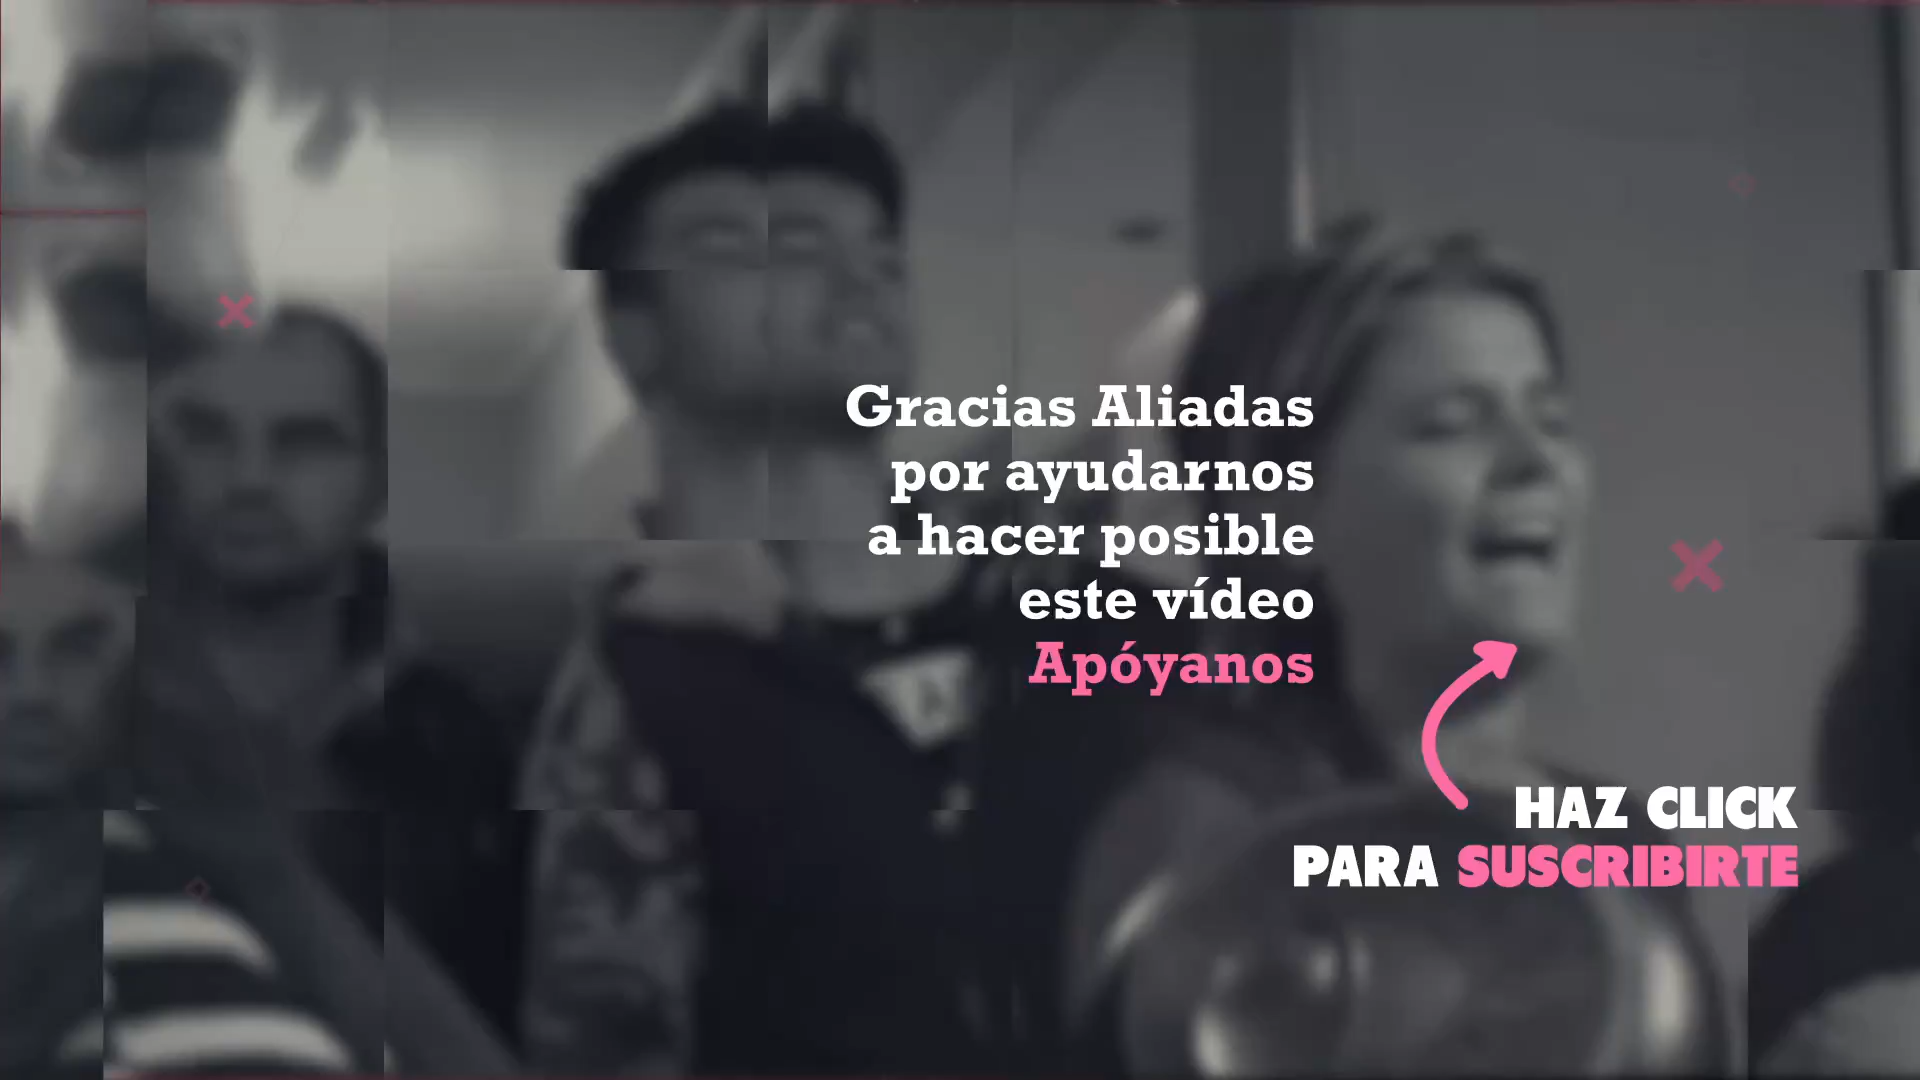 Gracias Aliadas
por ayudarnos
a hacer posible
este vídeo
Apóyanos
HAZ CLICK
PARA SUSCRIBIRTE